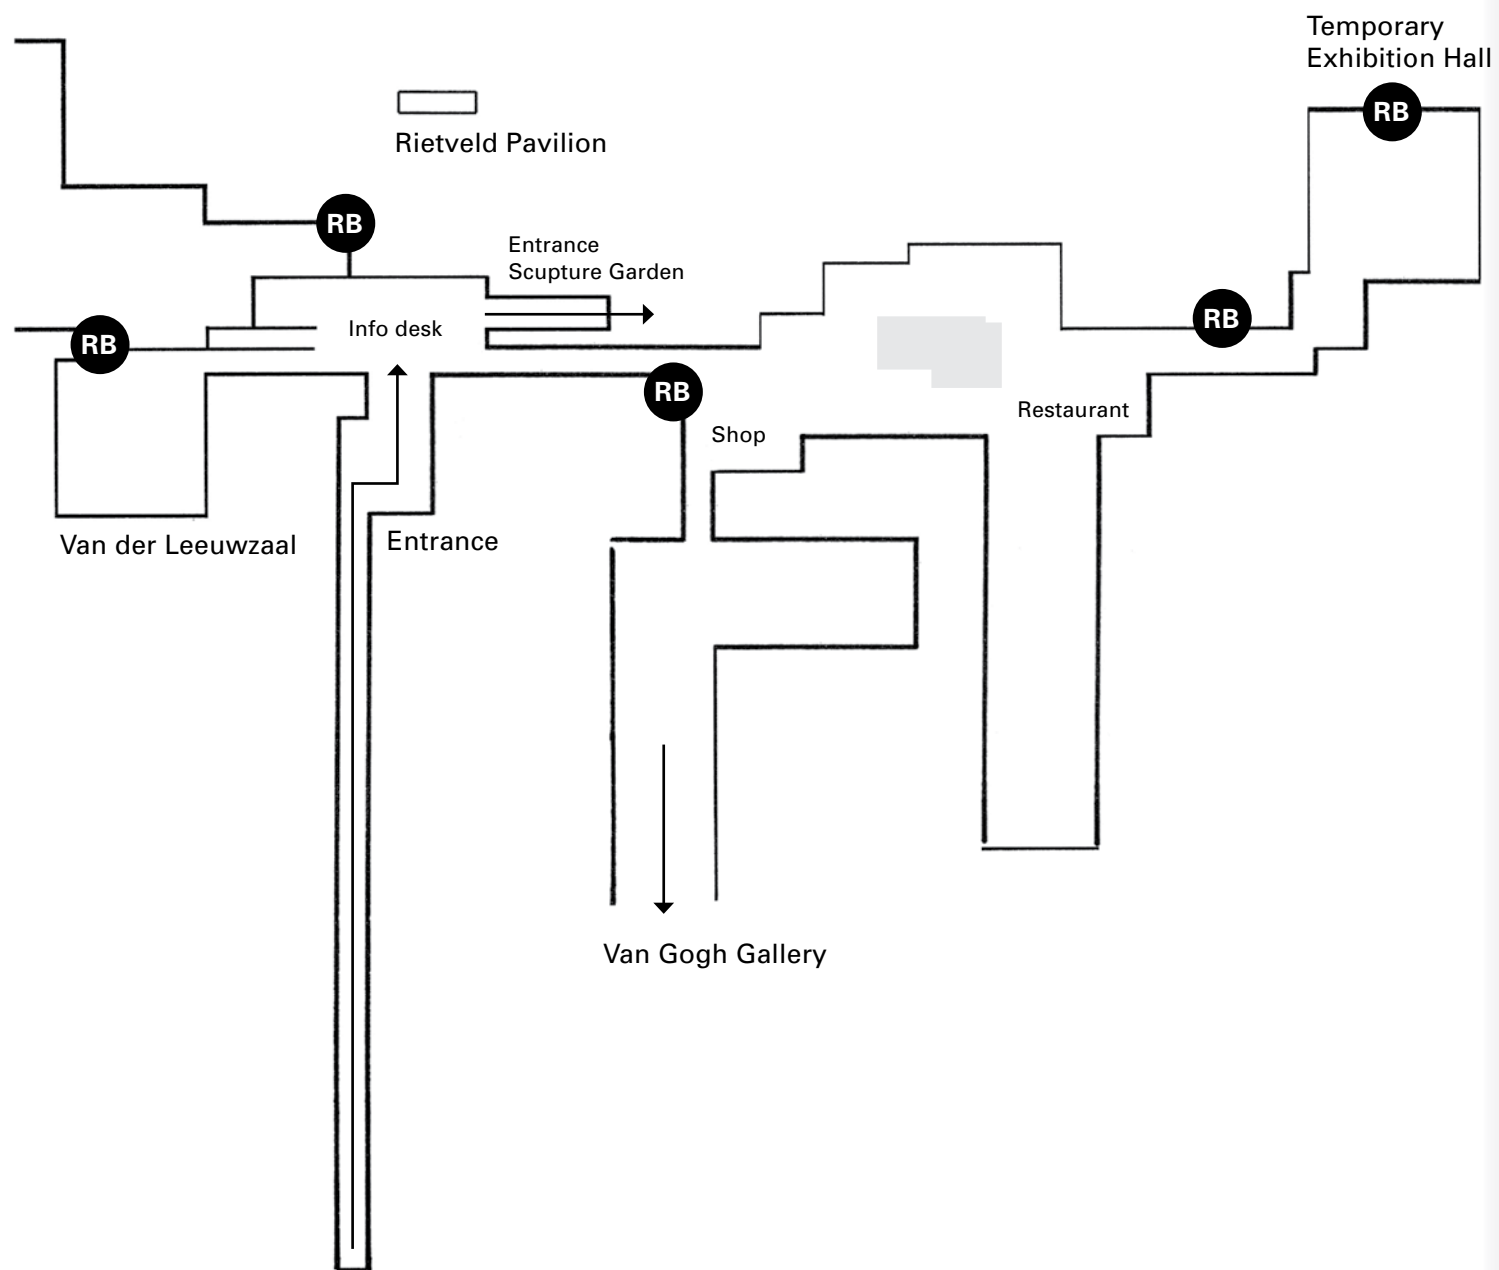 Temporary
Exhibition Hall
RB
Rietveld Pavilion
RB
Entrance
Scupture Garden
RB
Info desk
RB
RB
Restaurant
Shop
Van der Leeuwzaal
Entrance
Van Gogh Gallery